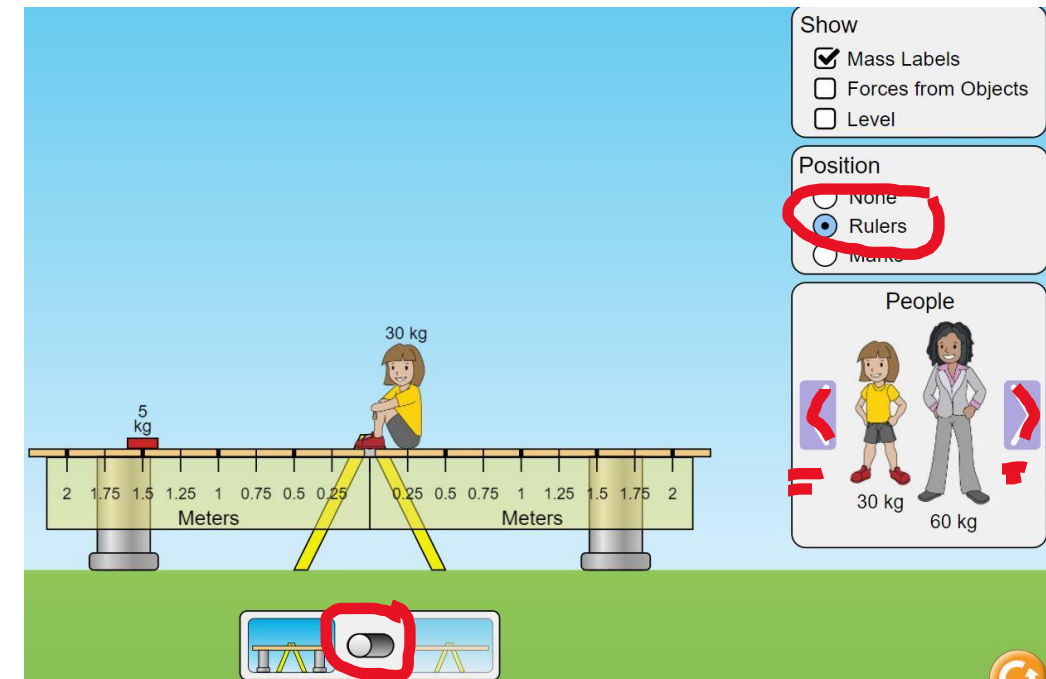 Show
Mass Labels
Forces from Objects
Level
Position
None
Rulers
Marks
People
30 kg
60 kg
30 kg
5
kg
2 1.75 1.5 1.25 1 0.75 0.5 0.25 0.25 0.5 0.75 1 1.25 1.5 1.75 2
Meters Meters